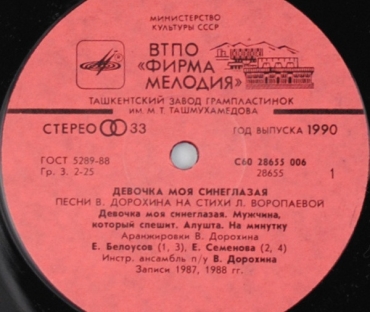 МИНИСТЕРСТВО
КУЛЬТУРЫ СССР
ВТПО
«ФИРМА
МЕЛОДИЯ»
ТАШКЕНТСКИЙ ЗАВОД ГРАМПЛАСТИНОК
ИМ. М. Т. ТАШМУХАМЕДОВА
СТЕРЕО 33 ГОД ВЫПУСКА 1990
ГОСТ 5289-88 С60 28655 006
Гр. 3. 2-25 28655 1
ДЕВОЧКА МОЯ СИНЕГЛАЗАЯ
ПЕСНИ В. ДОРОХИНА НА СТИХИ Л. ВОРОПАЕВОЙ
Девочка моя синеглазая. Мужчина,
который спешит. Алушта. На минутку
Аранжировки В. Дорохина
Е. Белоусов (1, 3), Е. Семенова (2, 4)
Инстр. ансамбль п/у В. Дорохина
Записи 1987, 1988 гг.